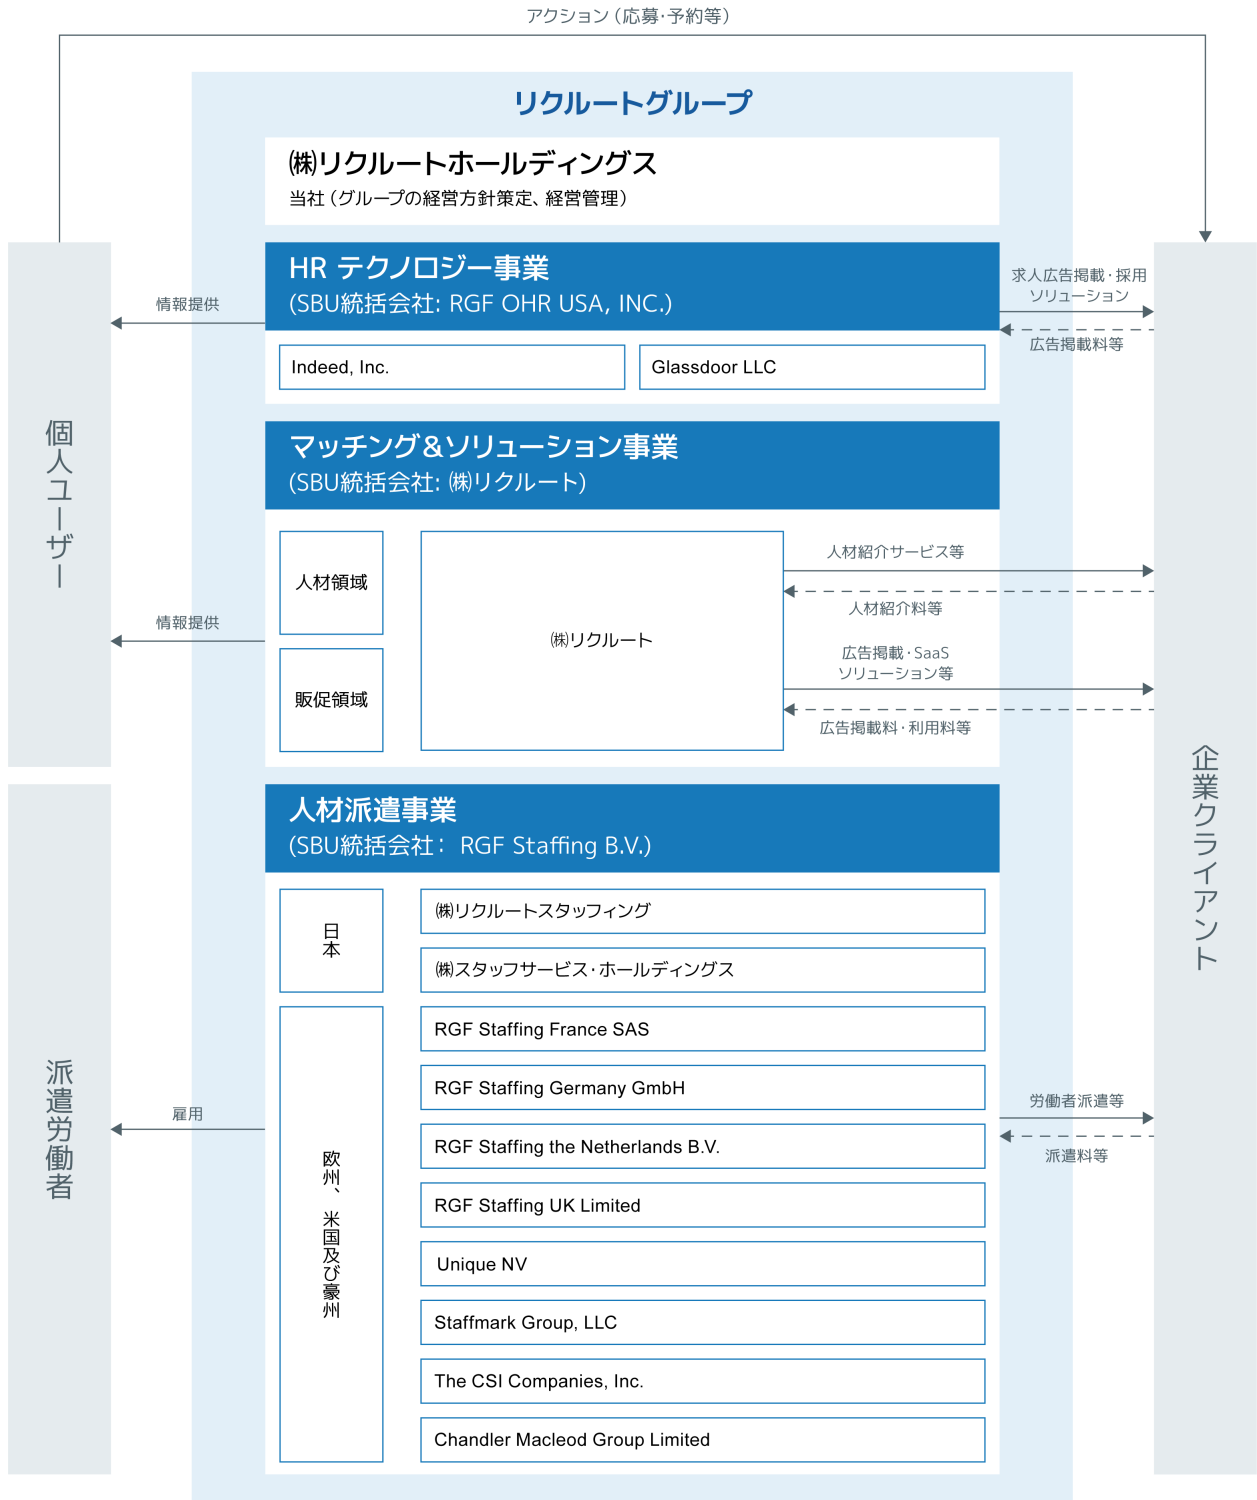 アクション（応募・予約等）
リクルートグループ
㈱リクルートホールディングス
当社（グループの経営方針策定、経営管理）
HR テクノロジー事業
(SBU統括会社: RGF OHR USA, INC.)
情報提供
求人広告掲載・採用
ソリューション
広告掲載料等
Indeed, Inc.
Glassdoor LLC
個人ユーザー
マッチング＆ソリューション事業
(SBU統括会社: ㈱リクルート)
人材領域
販促領域
㈱リクルート
情報提供
人材紹介サービス等
人材紹介料等
広告掲載・SaaS
ソリューション等
広告掲載料・利用料等
企業クライアント
人材派遣事業
(SBU統括会社： RGF Staffing B.V.)
日本
㈱リクルートスタッフィング
㈱スタッフサービス・ホールディングス
派遣労働者
雇用
欧州、米国及び豪州
RGF Staffing France SAS
RGF Staffing Germany GmbH
RGF Staffing the Netherlands B.V.
RGF Staffing UK Limited
Unique NV
Staffmark Group, LLC
The CSI Companies, Inc.
Chandler Macleod Group Limited
労働者派遣等
派遣料等